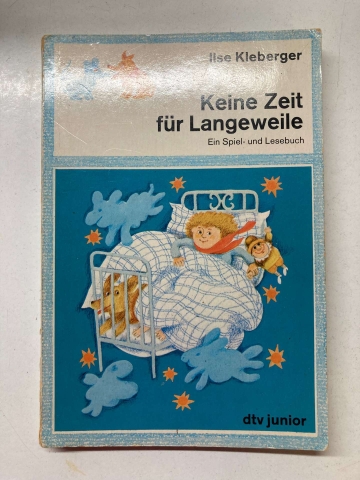 Ilse Kleberger
Keine Zeit
für Langeweile
Ein Spiel- und Lesebuch
dtv junior